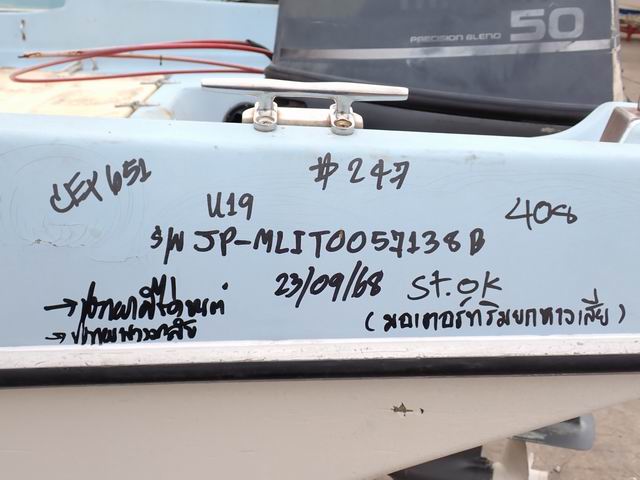 PRECISION BLEND 50
UEX 651
#247
U19
408
S/N JP-MLIT0057138B
23/09/68 St.OK
(มอเตอร์ทริมยกหางเสีย)